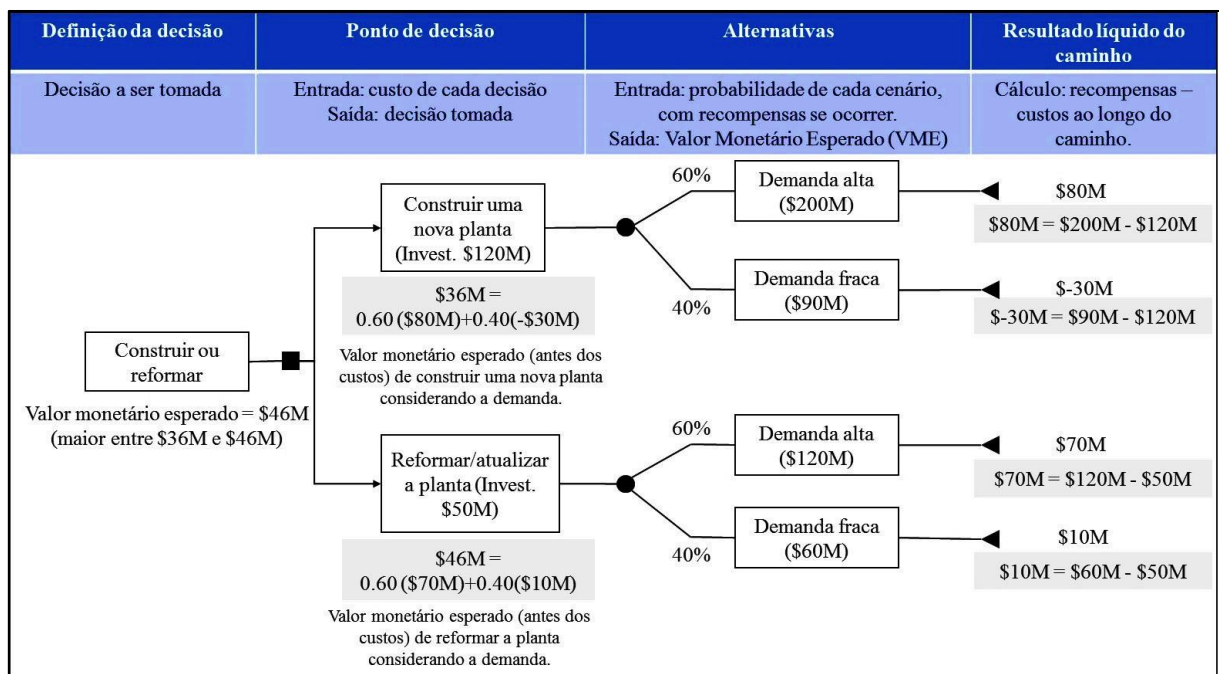 Definição da decisão
Ponto de decisão
Alternativas
Resultado líquido do
caminho
Decisão a ser tomada
Entrada: custo de cada decisão
Saída: decisão tomada
Entrada: probabilidade de cada cenário,
com recompensas se ocorrer.
Saída: Valor Monetário Esperado (VME)
Cálculo: recompensas –
custos ao longo do
caminho.
Construir ou
reformar
Valor monetário esperado = $46M
(maior entre $36M e $46M)
Construir uma
nova planta
(Invest. $120M)
$36M =
0.60 ($80M)+0.40(-$30M)
Valor monetário esperado (antes dos
custos) de construir uma nova planta
considerando a demanda.
60%
Demanda alta
($200M)
$80M
$80M = $200M - $120M
40%
Demanda fraca
($90M)
$-30M
$-30M = $90M - $120M
Reformar/atualizar
a planta (Invest.
$50M)
$46M =
0.60 ($70M)+0.40($10M)
Valor monetário esperado (antes dos
custos) de reformar a planta
considerando a demanda.
60%
Demanda alta
($120M)
$70M
$70M = $120M - $50M
40%
Demanda fraca
($60M)
$10M
$10M = $60M - $50M